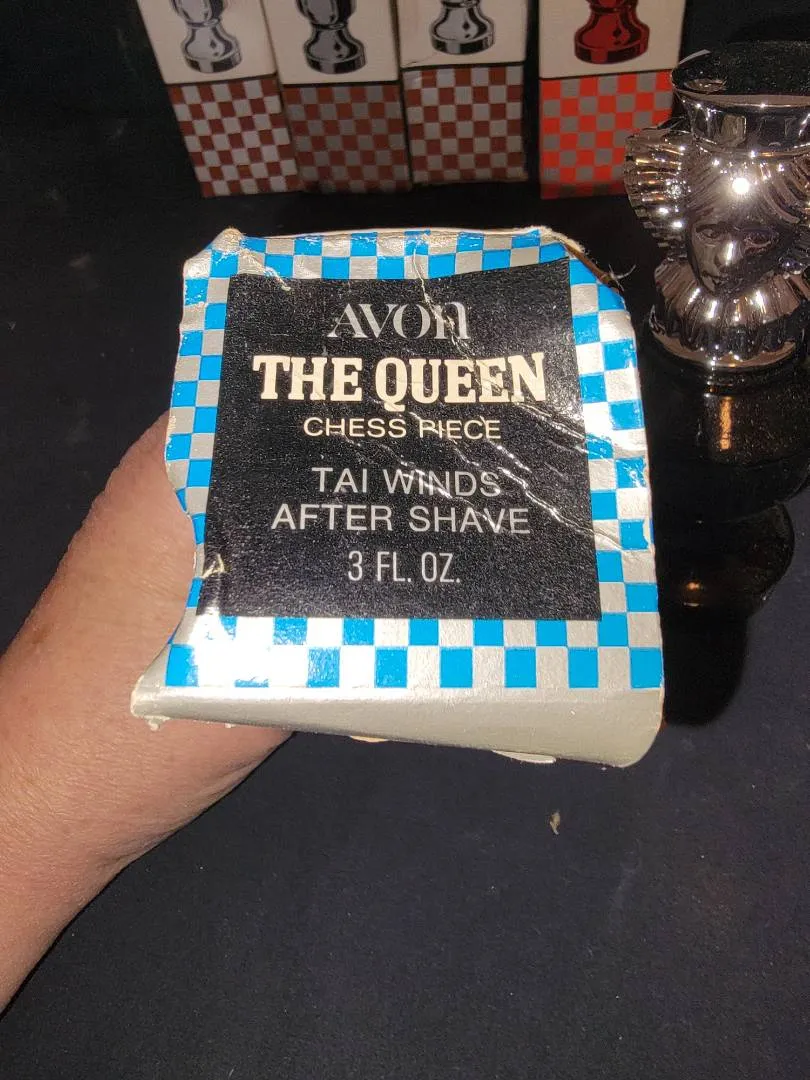 AVON
THE QUEEN
CHESS PIECE
TAI WINDS
AFTER SHAVE
3 FL. OZ.